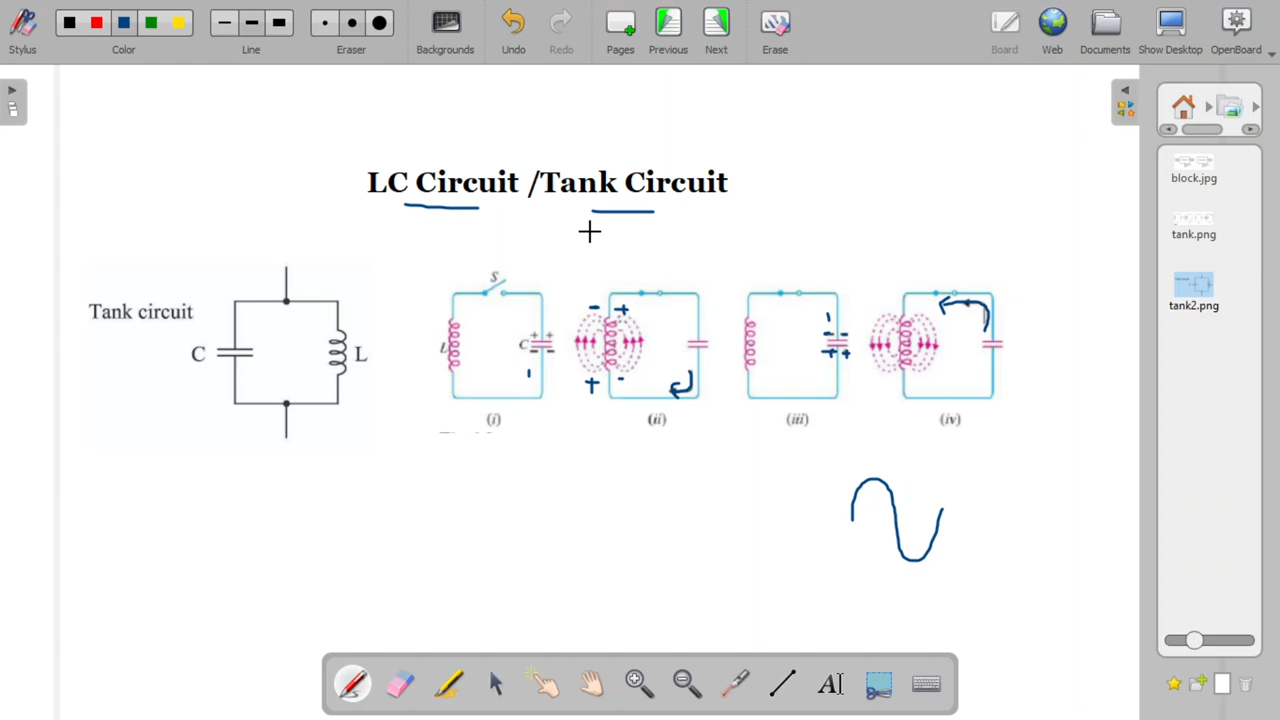 Stylus
Color
Line
Eraser
Backgrounds
Undo
Redo
Pages
Previous
Next
Erase
Board
Web
Documents
Show Desktop
OpenBoard
LC Circuit /Tank Circuit
Tank circuit
C
L
S
L
C
+ +
- -
- +
+ -
- -
+ +
(i)
(ii)
(iii)
(iv)
block.jpg
tank.png
tank2.png